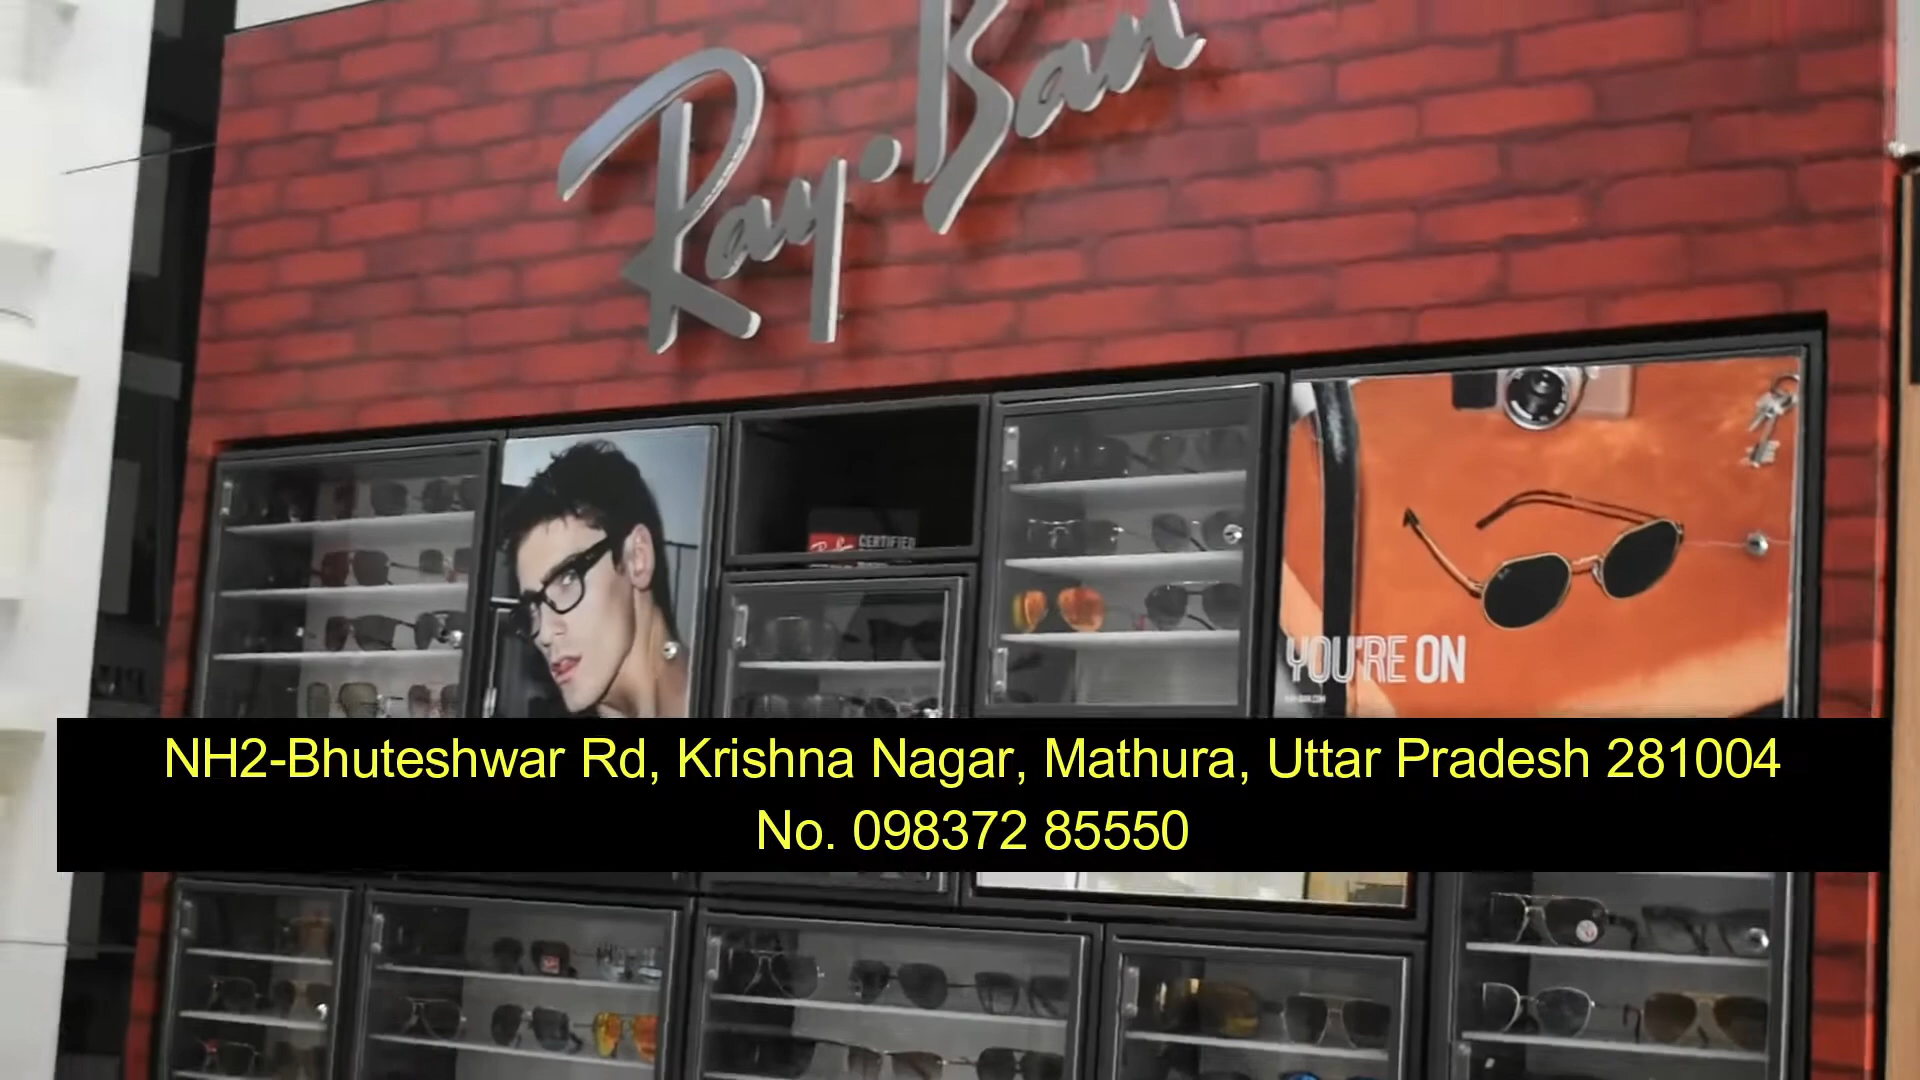 Ray·Ban
CERTIFIED
YOU'RE ON
NH2-Bhuteshwar Rd, Krishna Nagar, Mathura, Uttar Pradesh 281004
No. 098372 85550